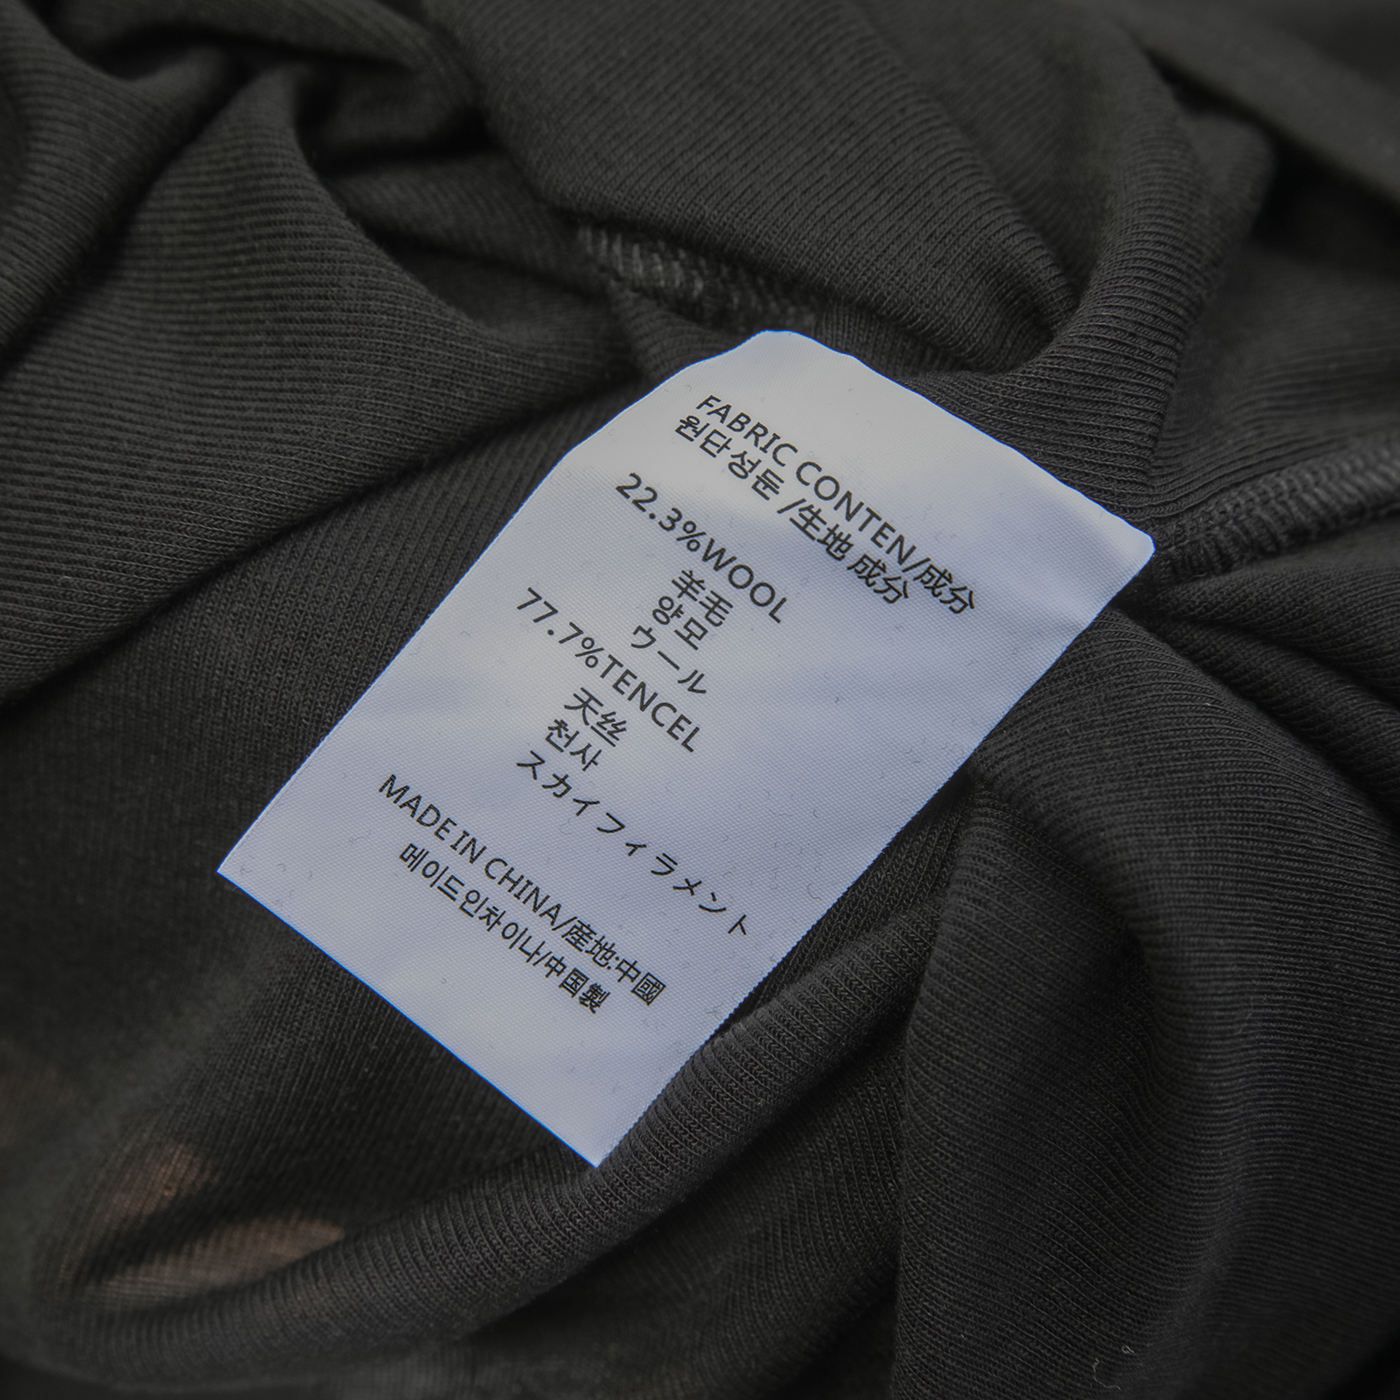 FABRIC CONTEN/成分
원단성둔 /生地 成分
22.3%WOOL
羊毛
양모
ウール
77.7%TENCEL
天丝
천사
スカイフィラメント
MADE IN CHINA/産地:中國
메이드인차이나/中国製